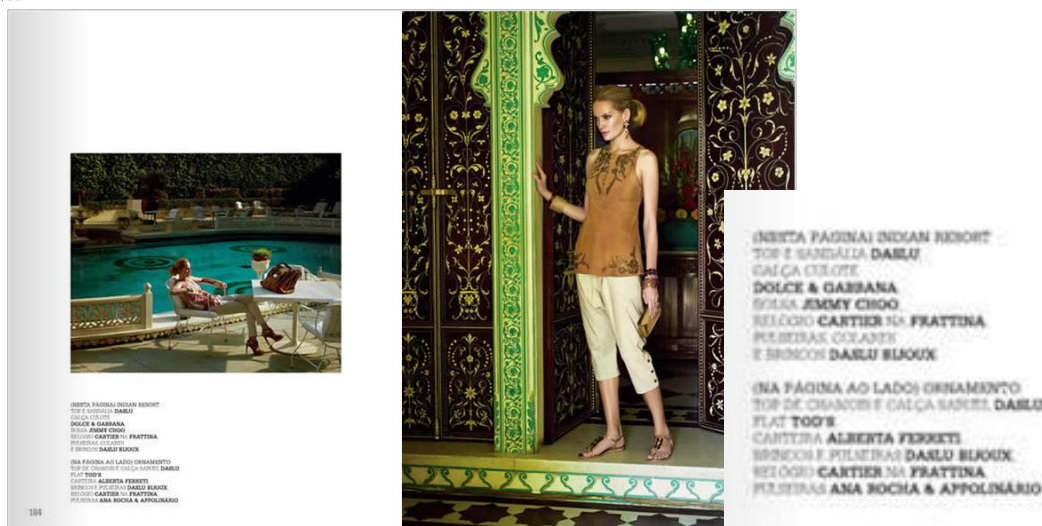 (NESTA PÁGINA) INDIAN RESORT
TOP E SANDÁLIA DASLU
CALÇA CULOTE
DOLCE & GABBANA
BOLSA JIMMY CHOO
RELÓGIO CARTIER NA FRATTINA
PULSEIRAS, COLARES
E BRINCOS DASLU BIJOUX
(NA PÁGINA AO LADO) ORNAMENTO
TOP DE CHAMOIS E CALÇA SARUEL DASLU
FLAT TOD'S
CARTEIRA ALBERTA FERRETI
BRINCOS E PULSEIRAS DASLU BIJOUX
RELÓGIO CARTIER NA FRATTINA
PULSEIRAS ANA ROCHA & APPOLINÁRIO
184
(NESTA PÁGINA) INDIAN RESORT
TOP E SANDÁLIA DASLU
CALÇA CULOTE
DOLCE & GABBANA
BOLSA JIMMY CHOO
RELÓGIO CARTIER NA FRATTINA
PULSEIRAS, COLARES
E BRINCOS DASLU BIJOUX
(NA PÁGINA AO LADO) ORNAMENTO
TOP DE CHAMOIS E CALÇA SARUEL DASLU
FLAT TOD'S
CARTEIRA ALBERTA FERRETI
BRINCOS E PULSEIRAS DASLU BIJOUX
RELÓGIO CARTIER NA FRATTINA
PULSEIRAS ANA ROCHA & APPOLINÁRIO